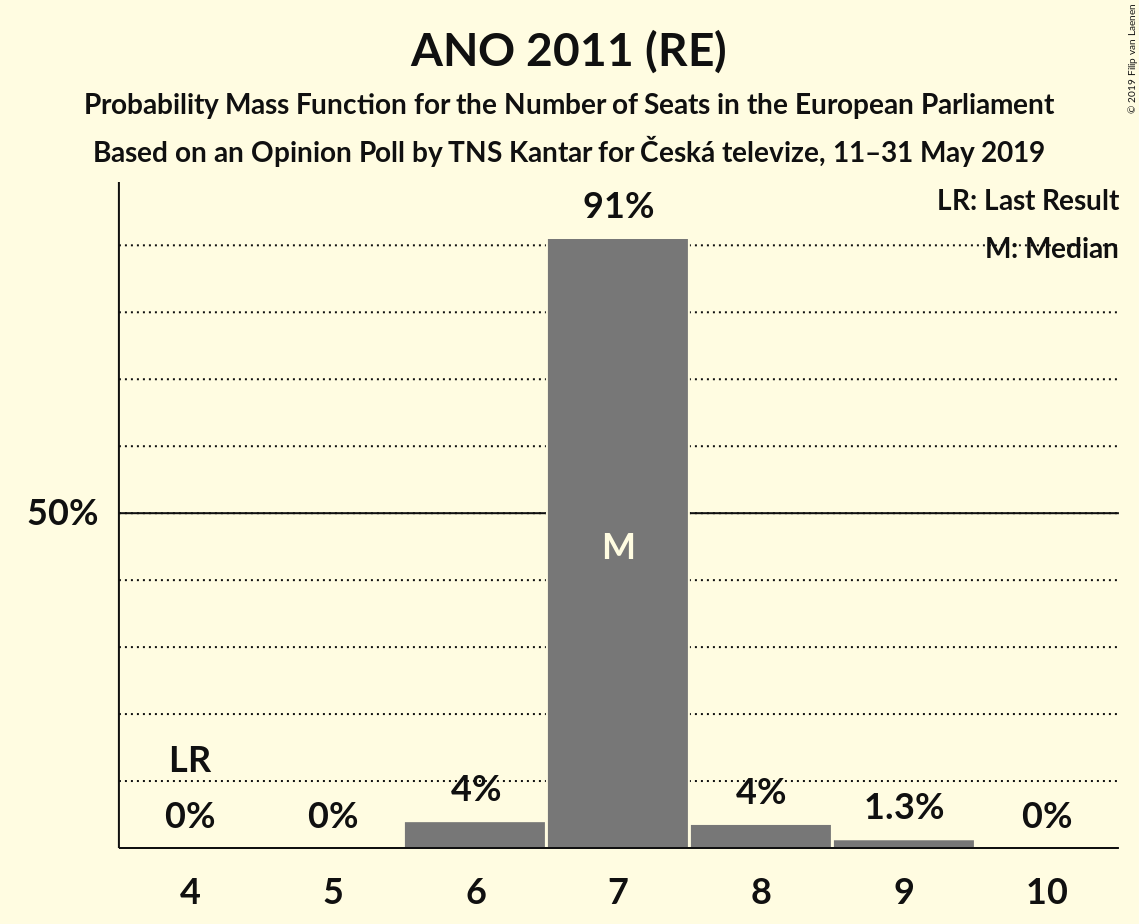 ANO 2011 (RE)
Probability Mass Function for the Number of Seats in the European Parliament
Based on an Opinion Poll by TNS Kantar for Česká televize, 11–31 May 2019
© 2019 Filip van Laenen
LR: Last Result
M: Median
91%
50%
M
LR
0%
0%
4%
4%
1.3%
0%
4
5
6
7
8
9
10